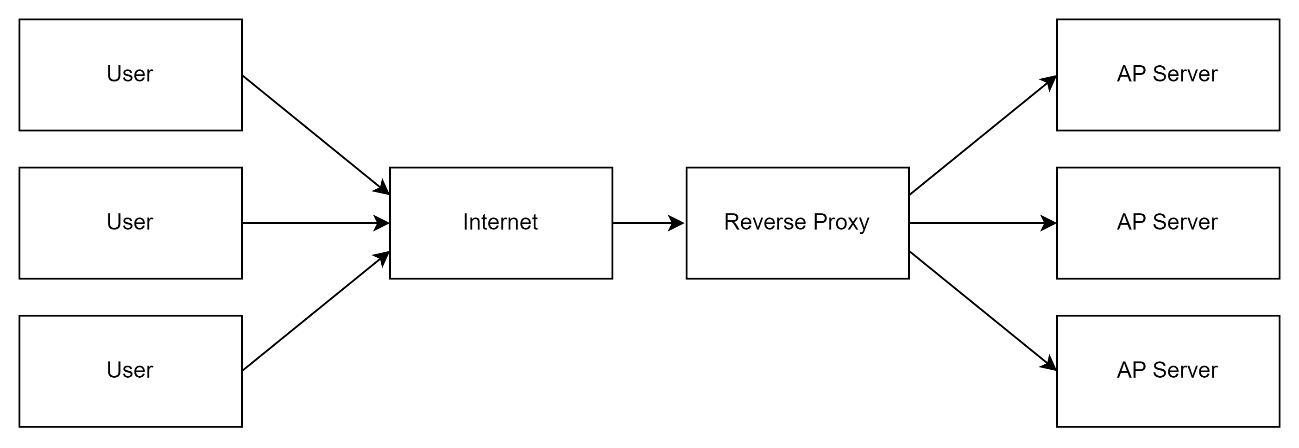 User
User
User
Internet
Reverse Proxy
AP Server
AP Server
AP Server